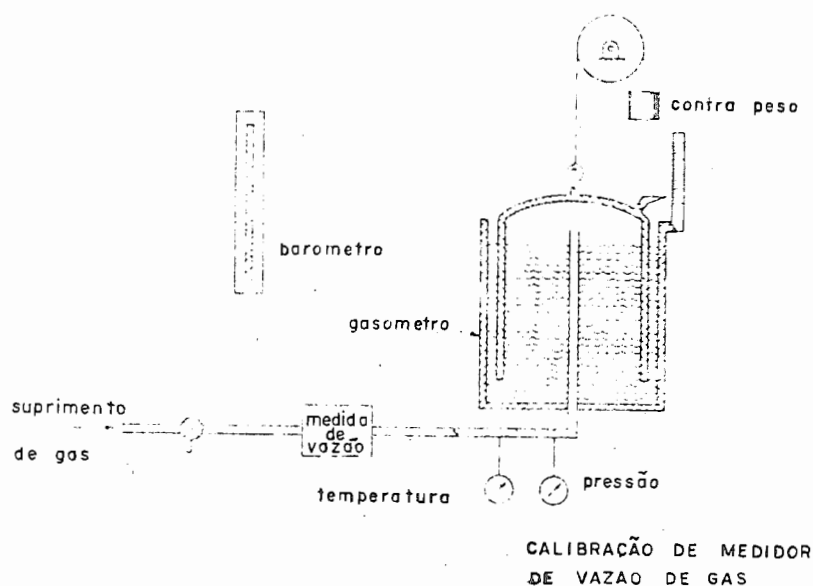 contra peso
barometro
gasometro
suprimento
de gas
medida
de
vazão
temperatura
pressão
CALIBRAÇÃO DE MEDIDOR
DE VAZAO DE GAS